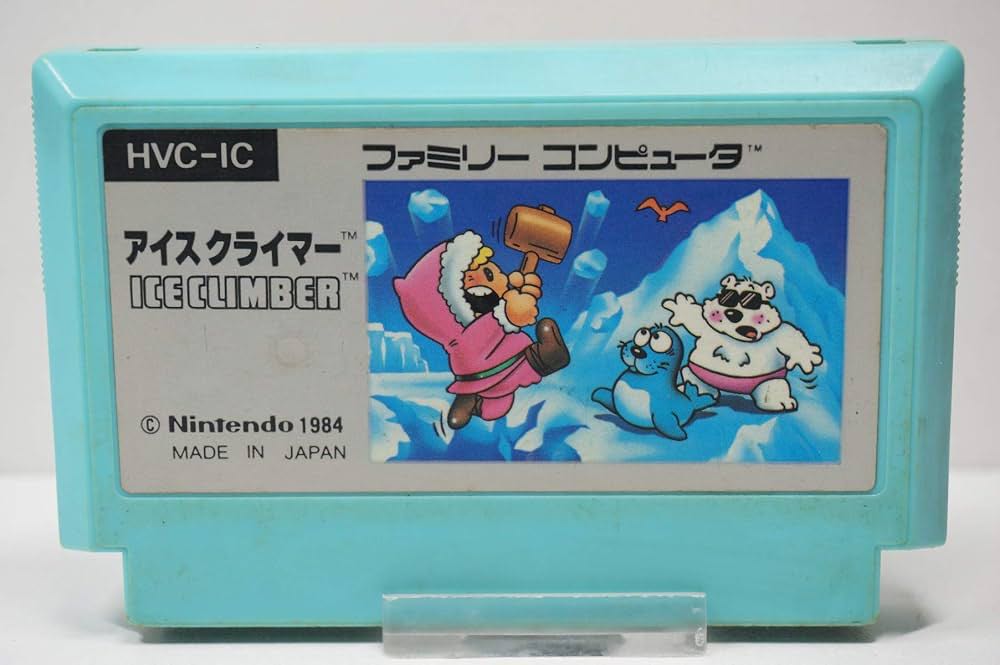 HVC-IC
ファミリー コンピュータ™
アイスクライマー™
ICE CLIMBER™
© Nintendo 1984
MADE IN JAPAN